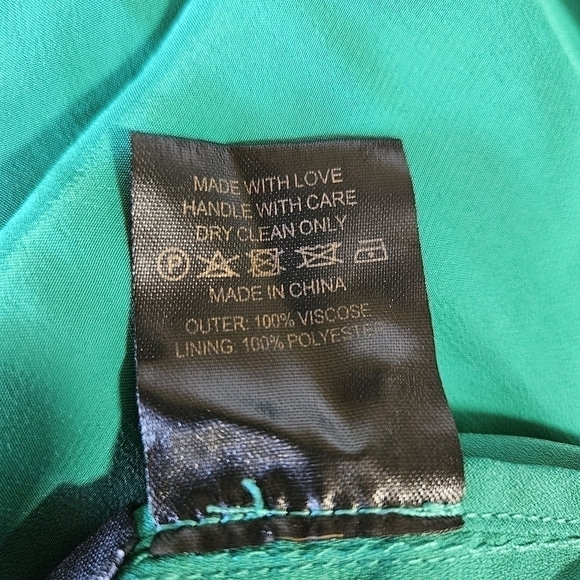 MADE WITH LOVE
HANDLE WITH CARE
DRY CLEAN ONLY
P
MADE IN CHINA
OUTER: 100% VISCOSE
LINING: 100% POLYESTER